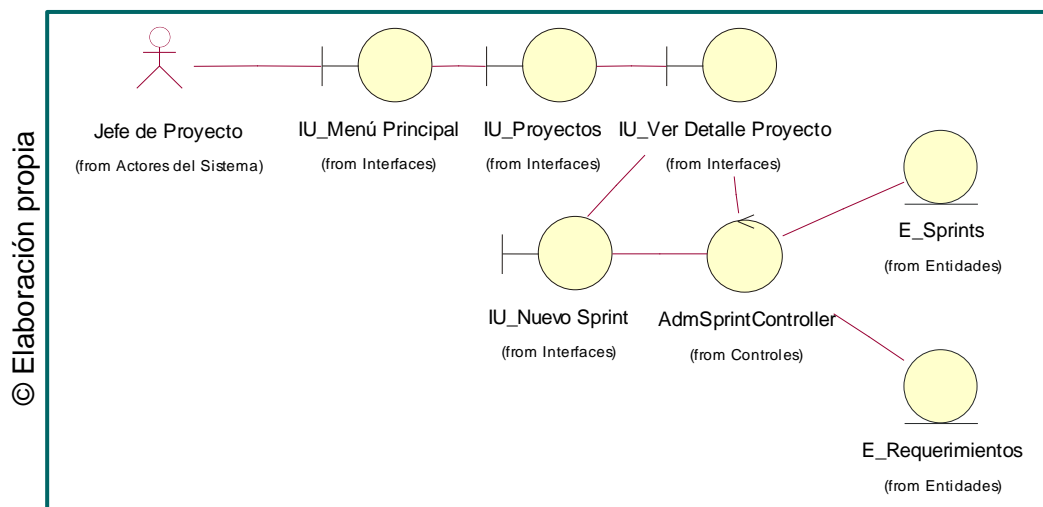 © Elaboración propia
Jefe de Proyecto
(from Actores del Sistema)
IU_Menú Principal
(from Interfaces)
IU_Proyectos
(from Interfaces)
IU_Ver Detalle Proyecto
(from Interfaces)
E_Sprints
(from Entidades)
IU_Nuevo Sprint
(from Interfaces)
AdmSprintController
(from Controles)
E_Requerimientos
(from Entidades)